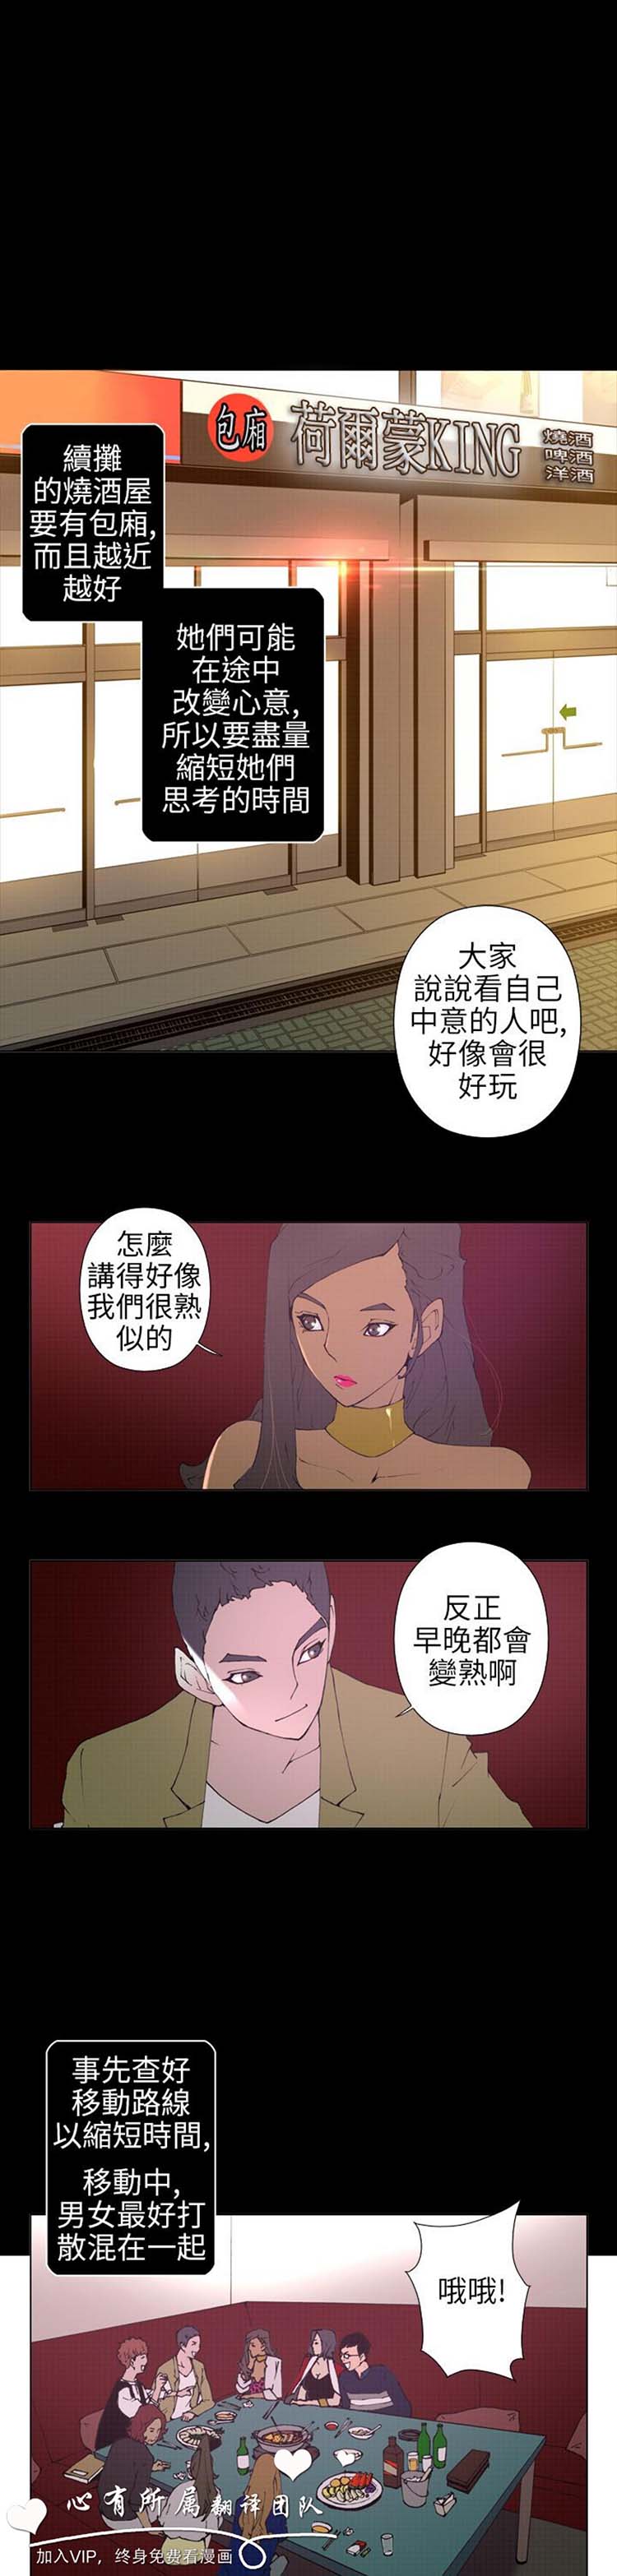 包廂
荷爾蒙KING
燒酒
啤酒
洋酒
續攤
的燒酒屋
要有包廂,
而且越近
越好
她們可能
在途中
改變心意,
所以要盡量
縮短她們
思考的時間
大家
說說看自己
中意的人吧,
好像會很
好玩
怎麼
講得好像
我們很熟
似的
反正
早晚都會
變熟啊
事先查好
移動路線
以縮短時間,
移動中,
男女最好打
散混在一起
哦哦!
心有所属翻译团队
加入VIP，终身免费看漫画